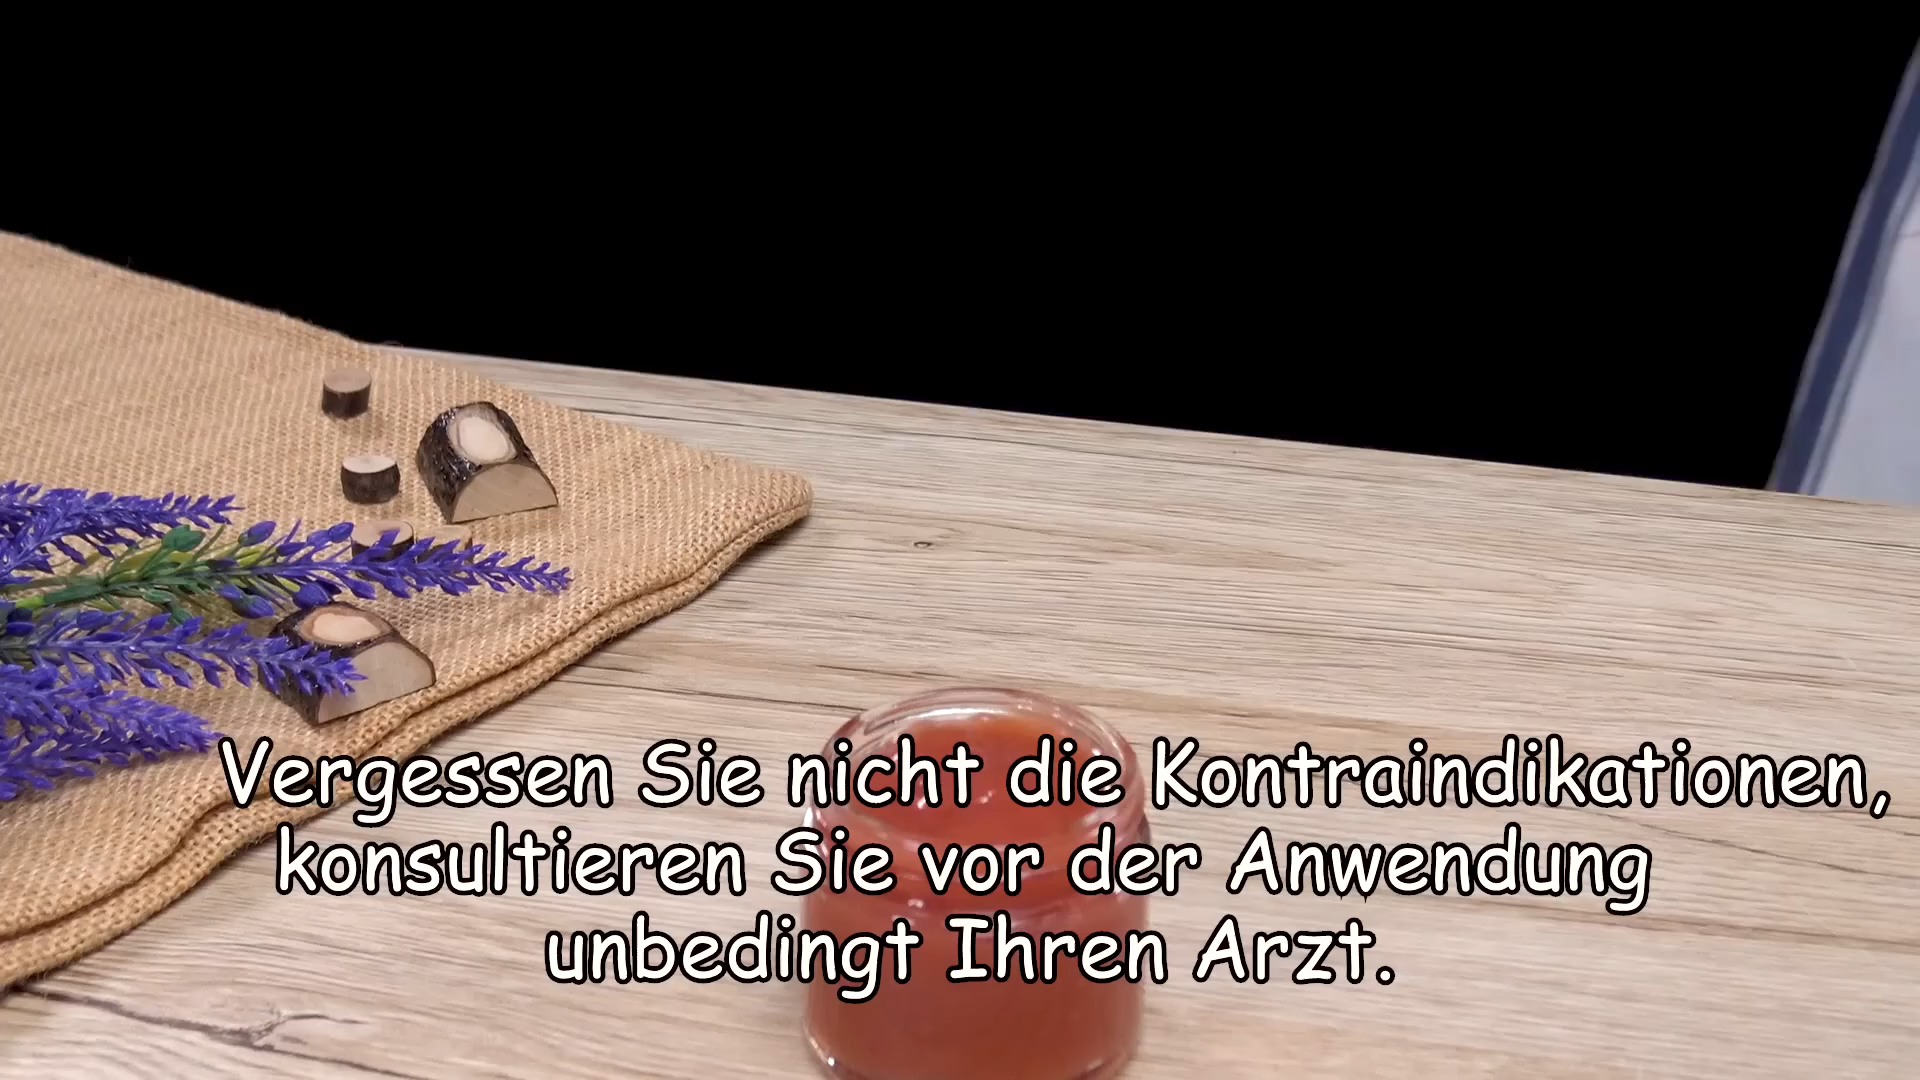 Vergessen Sie nicht die Kontraindikationen,
konsultieren Sie vor der Anwendung
unbedingt Ihren Arzt.